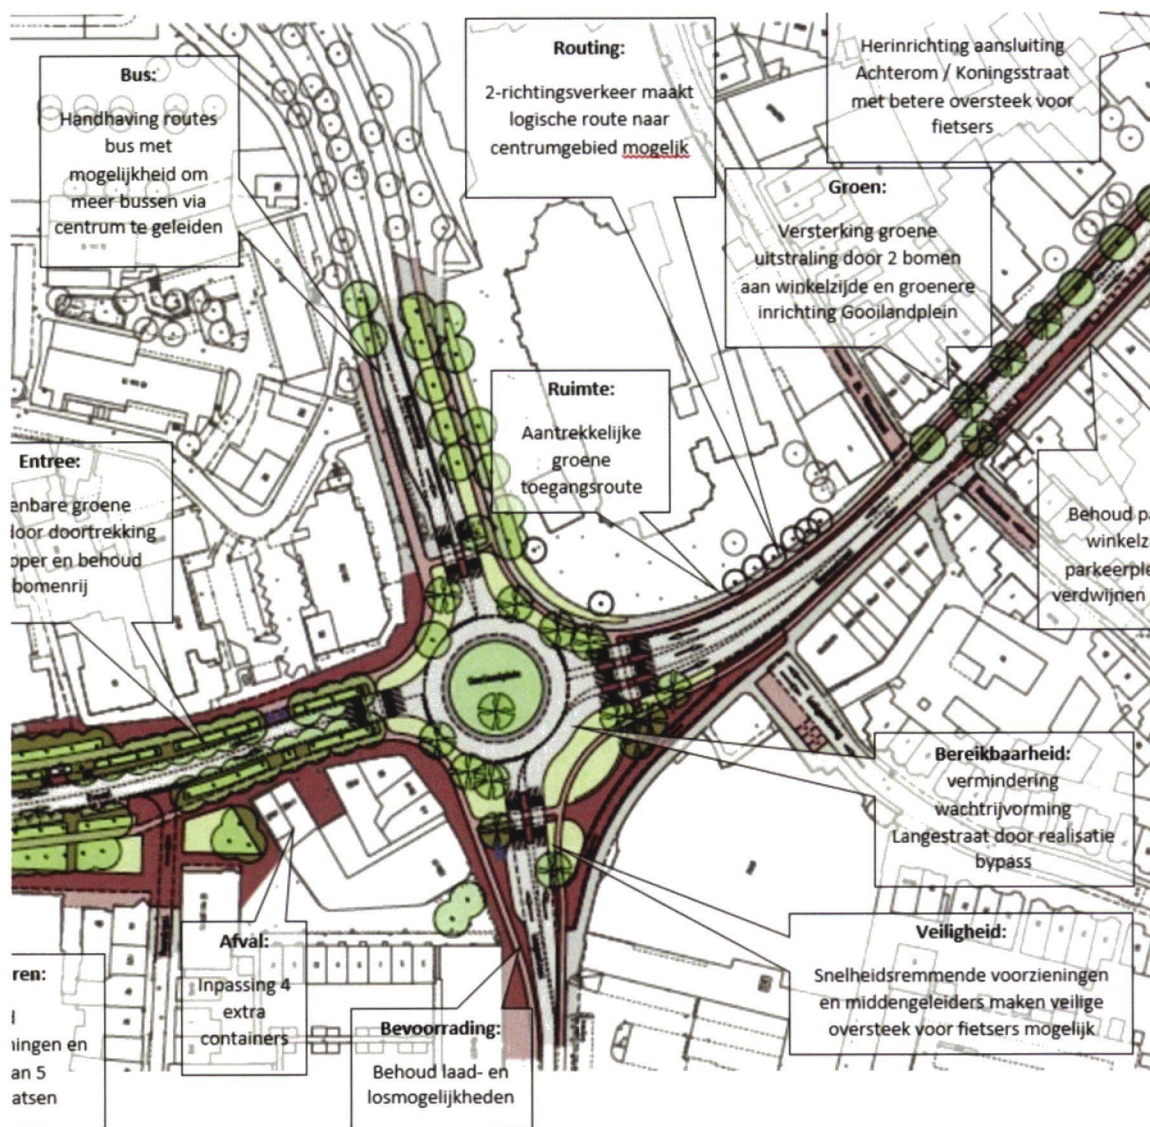 Bus:
Handhaving routes
bus met
mogelijkheid om
meer bussen via
centrum te geleiden
Routing:
2-richtingsverkeer maakt
logische route naar
centrumgebied mogelijk
Herinrichting aansluiting
Achterom / Koningsstraat
met betere oversteek voor
fietsers
Groen:
Versterking groene
uitstraling door 2 bomen
aan winkelzijde en groenere
inrichting Gooilandplein
Ruimte:
Aantrekkelijke
groene
toegangsroute
Entree:
enbare groene
door doortrekking
oper en behoud
bomenrij
Behoud pa
winkelzi
parkeerple
verdwijnen
Gooilandplein
Bereikbaarheid:
vermindering
wachtrijvorming
Langestraat door realisatie
bypass
Veiligheid:
Snelheidsremmende voorzieningen
en middengeleiders maken veilige
oversteek voor fietsers mogelijk
Afval:
Inpassing 4
extra
containers
Bevoorrading:
Behoud laad- en
losmogelijkheden
ren:
d
ningen en
an 5
atsen